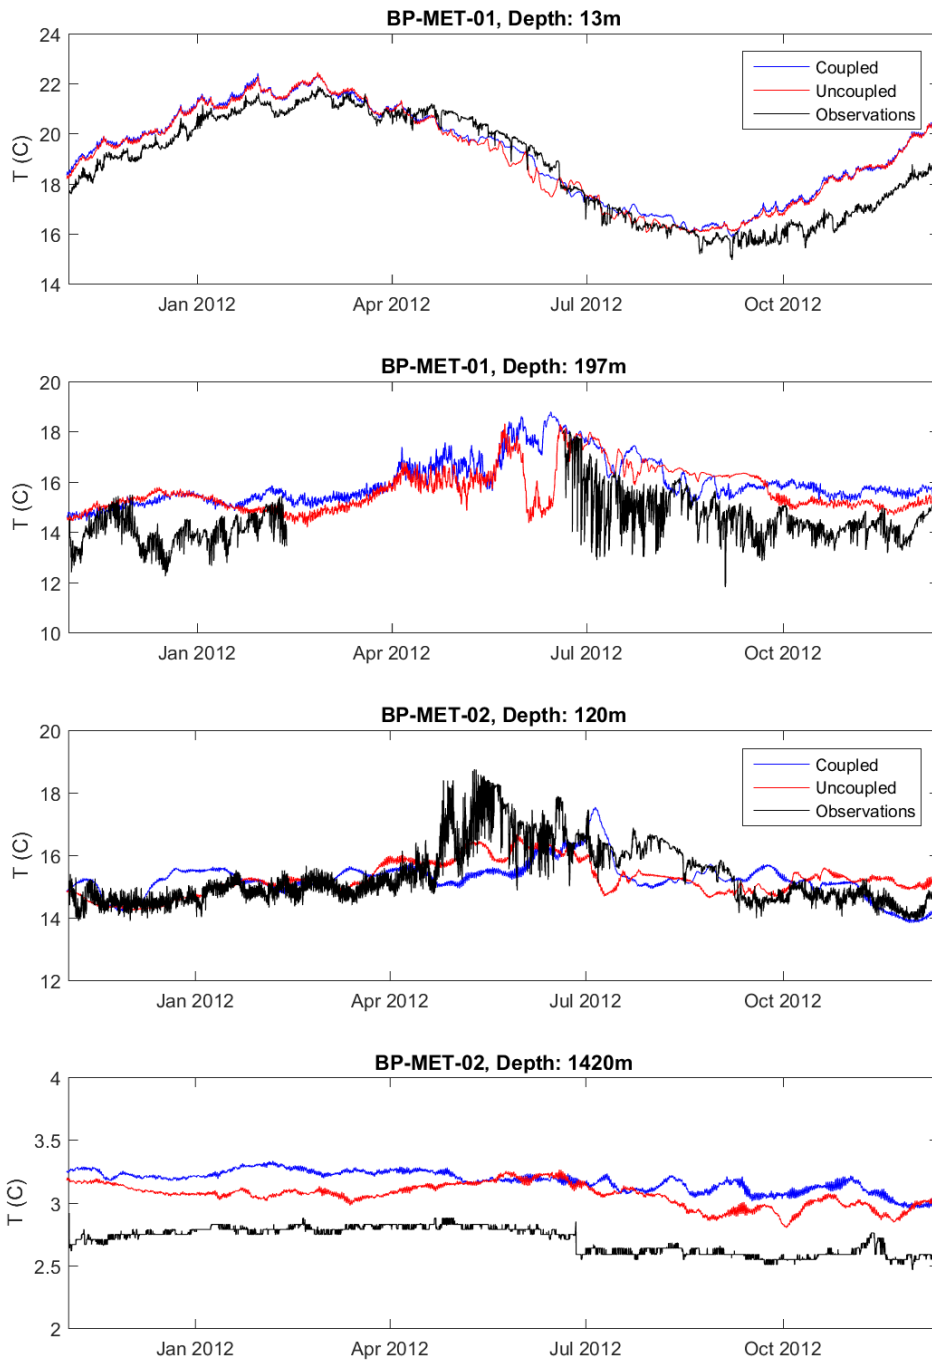 BP-MET-01, Depth: 13m
24
22
20
18
16
14
T (C)
Coupled
Uncoupled
Observations
Jan 2012
Apr 2012
Jul 2012
Oct 2012
BP-MET-01, Depth: 197m
20
18
16
14
12
10
T (C)
Jan 2012
Apr 2012
Jul 2012
Oct 2012
BP-MET-02, Depth: 120m
20
18
16
14
12
T (C)
Coupled
Uncoupled
Observations
Jan 2012
Apr 2012
Jul 2012
Oct 2012
BP-MET-02, Depth: 1420m
4
3.5
3
2.5
2
T (C)
Jan 2012
Apr 2012
Jul 2012
Oct 2012